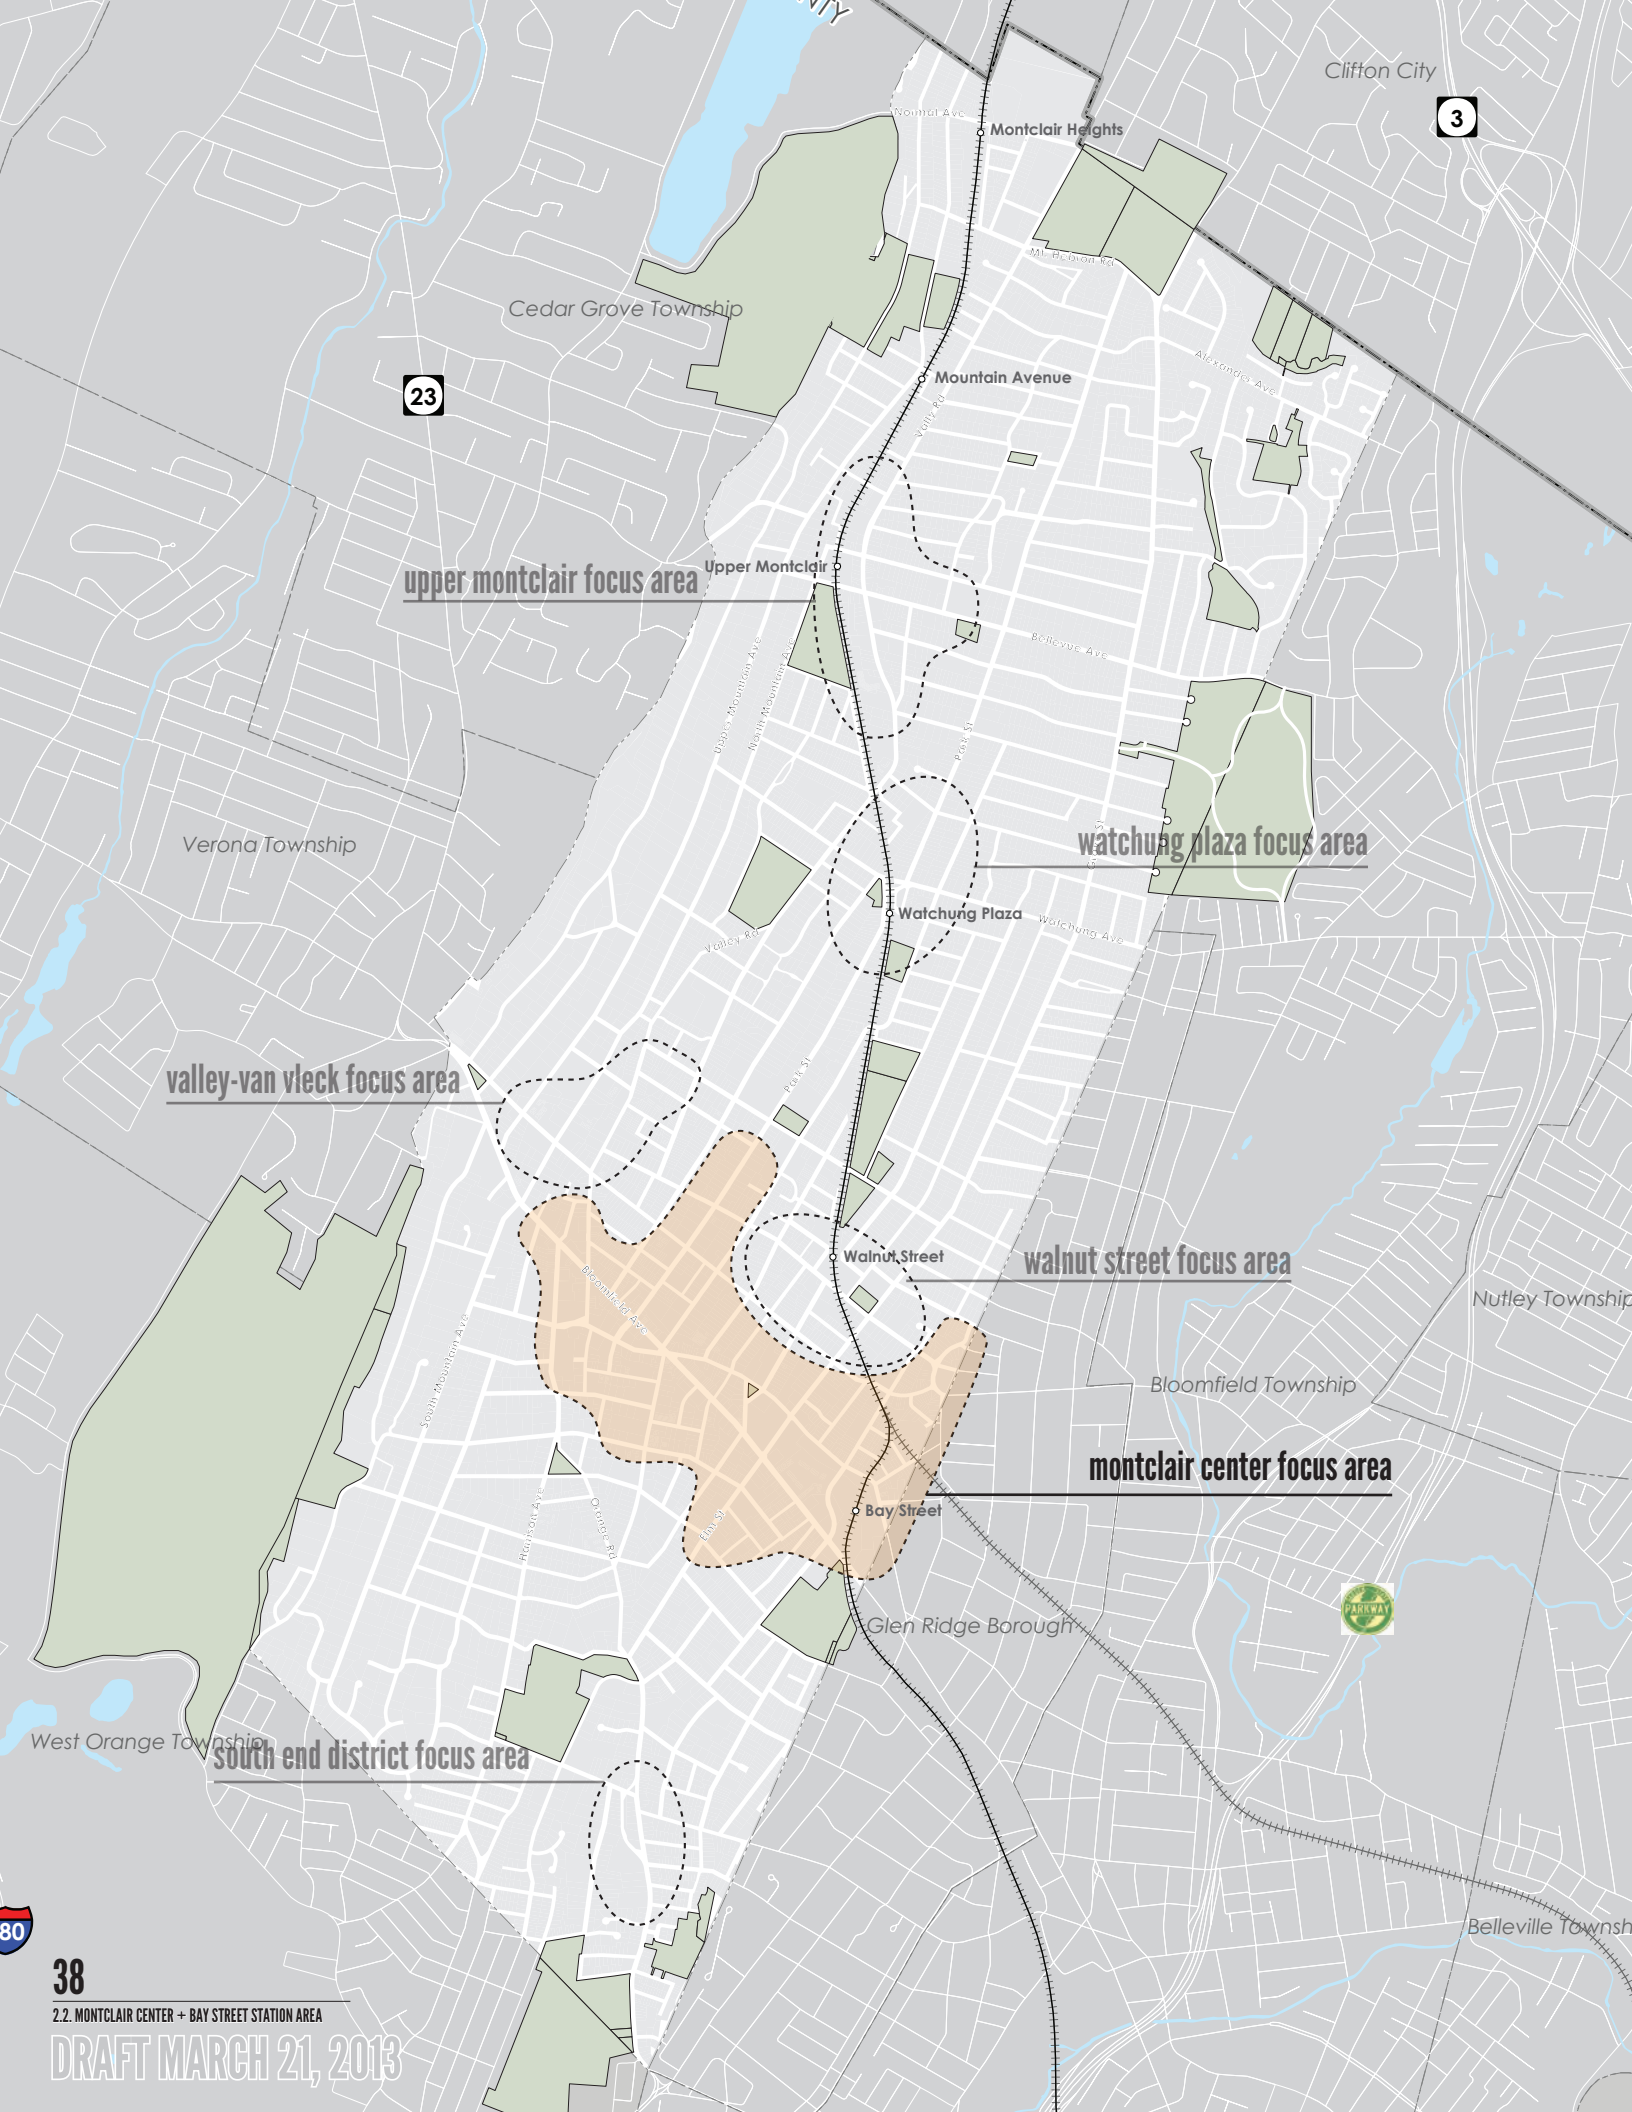 NTY
Clifton City
3
Normal Ave
Montclair Heights
Mt Hebron Rd
Cedar Grove Township
Alexander Ave
Mountain Avenue
23
Valley Rd
Upper Montclair
upper montclair focus area
Bellevue Ave
Upper Mountain Ave
North Mountain Ave
Park St
watchung plaza focus area
Verona Township
Watchung Plaza
Watchung Ave
Valley Rd
valley-van vleck focus area
Park St
Walnut Street
walnut street focus area
Bloomfield Ave
Nutley Township
South Mountain Ave
Bloomfield Township
montclair center focus area
Bay Street
Harrison Ave
Orange Rd
Elm St
PARKWAY
Glen Ridge Borough
West Orange Township
south end district focus area
80
Belleville Townsh
38
2.2. MONTCLAIR CENTER + BAY STREET STATION AREA
DRAFT MARCH 21, 2013